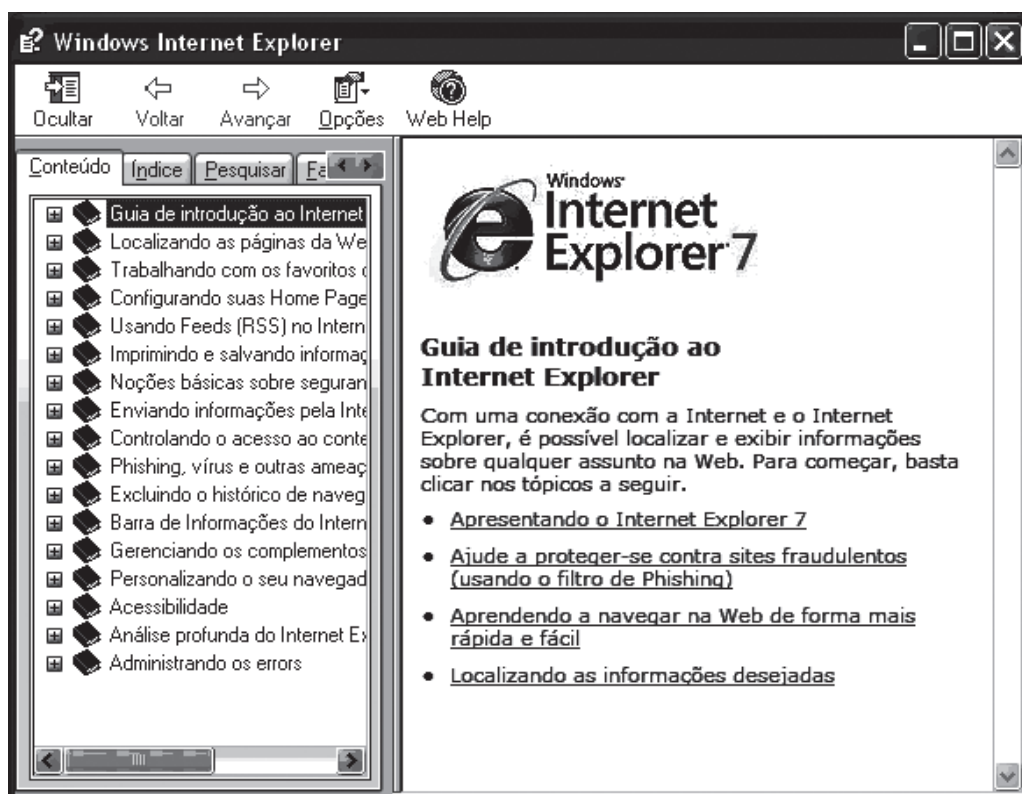 Windows Internet Explorer
Ocultar Voltar Avançar Opções Web Help
Conteúdo Índice Pesquisar Fa
Guia de introdução ao Internet
Localizando as páginas da We
Trabalhando com os favoritos d
Configurando suas Home Page
Usando Feeds (RSS) no Intern
Imprimindo e salvando informaç
Noções básicas sobre seguran
Enviando informações pela Inte
Controlando o acesso ao conte
Phishing, vírus e outras ameaç
Excluindo o histórico de naveg
Barra de Informações do Intern
Gerenciando os complementos
Personalizando o seu navegad
Acessibilidade
Análise profunda do Internet Ex
Administrando os errors
Windows
Internet
Explorer 7
Guia de introdução ao
Internet Explorer
Com uma conexão com a Internet e o Internet
Explorer, é possível localizar e exibir informações
sobre qualquer assunto na Web. Para começar, basta
clicar nos tópicos a seguir.
• Apresentando o Internet Explorer 7
• Ajude a proteger-se contra sites fraudulentos
(usando o filtro de Phishing)
• Aprendendo a navegar na Web de forma mais
rápida e fácil
• Localizando as informações desejadas